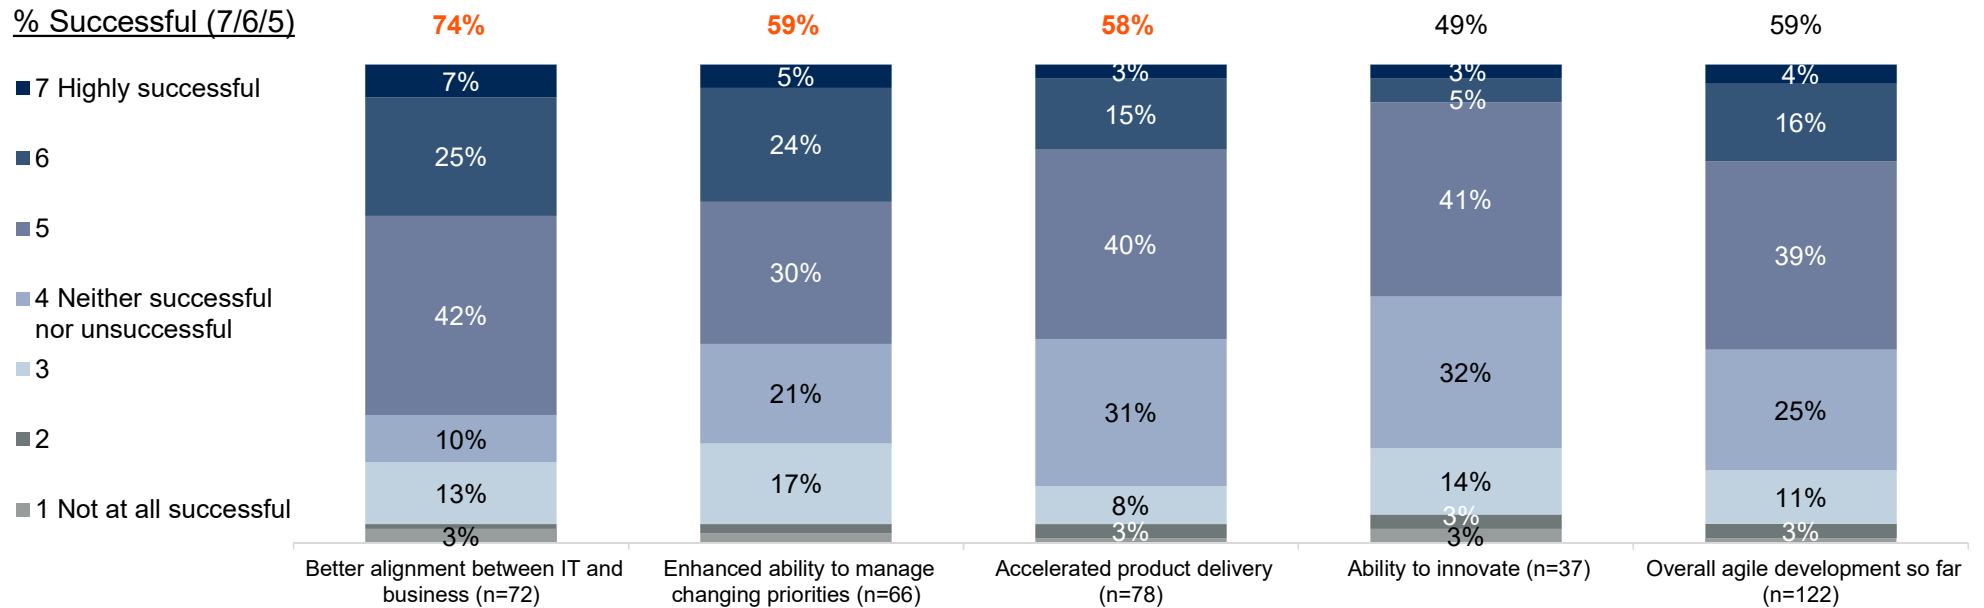 % Successful (7/6/5)
74%
59%
58%
49%
59%
7 Highly successful
6
5
4 Neither successful
nor unsuccessful
3
2
1 Not at all successful
7%
25%
42%
10%
13%
3%
5%
24%
30%
21%
17%
3%
15%
40%
31%
8%
3%
3%
5%
41%
32%
14%
3%
3%
4%
16%
39%
25%
11%
3%
Better alignment between IT and
business (n=72)
Enhanced ability to manage
changing priorities (n=66)
Accelerated product delivery
(n=78)
Ability to innovate (n=37)
Overall agile development so far
(n=122)